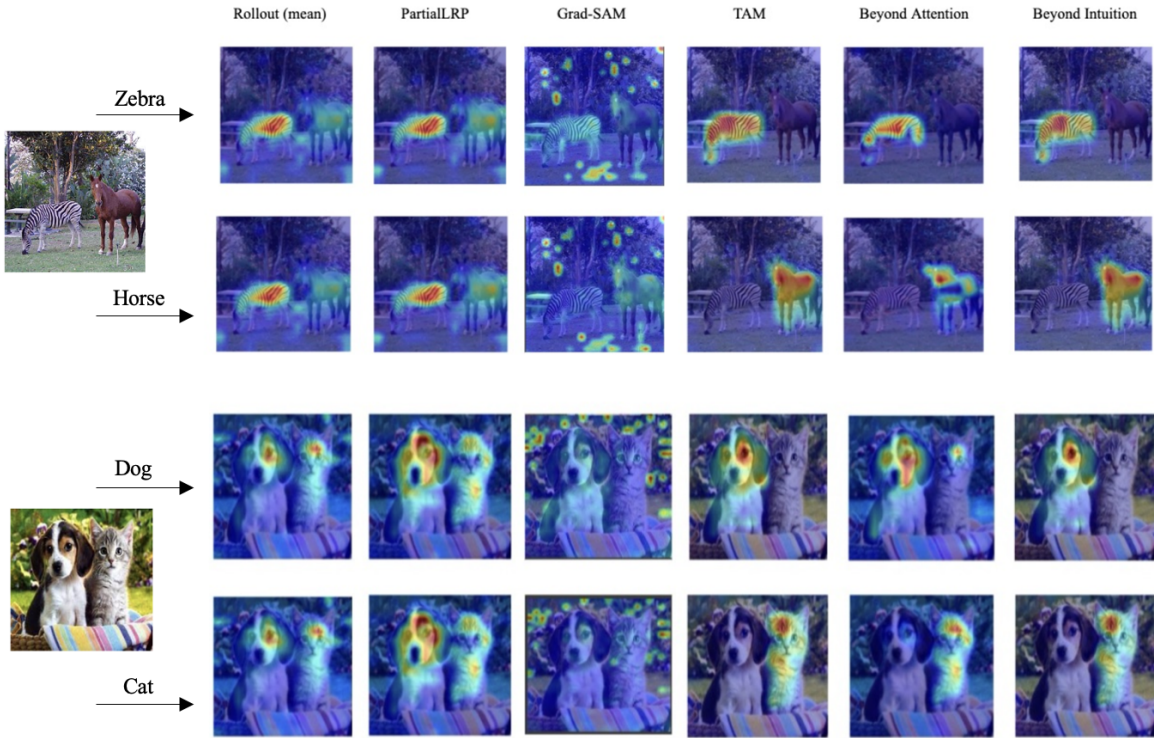 Rollout (mean) PartialLRP Grad-SAM TAM Beyond Attention Beyond Intuition
Zebra
Horse
Dog
Cat